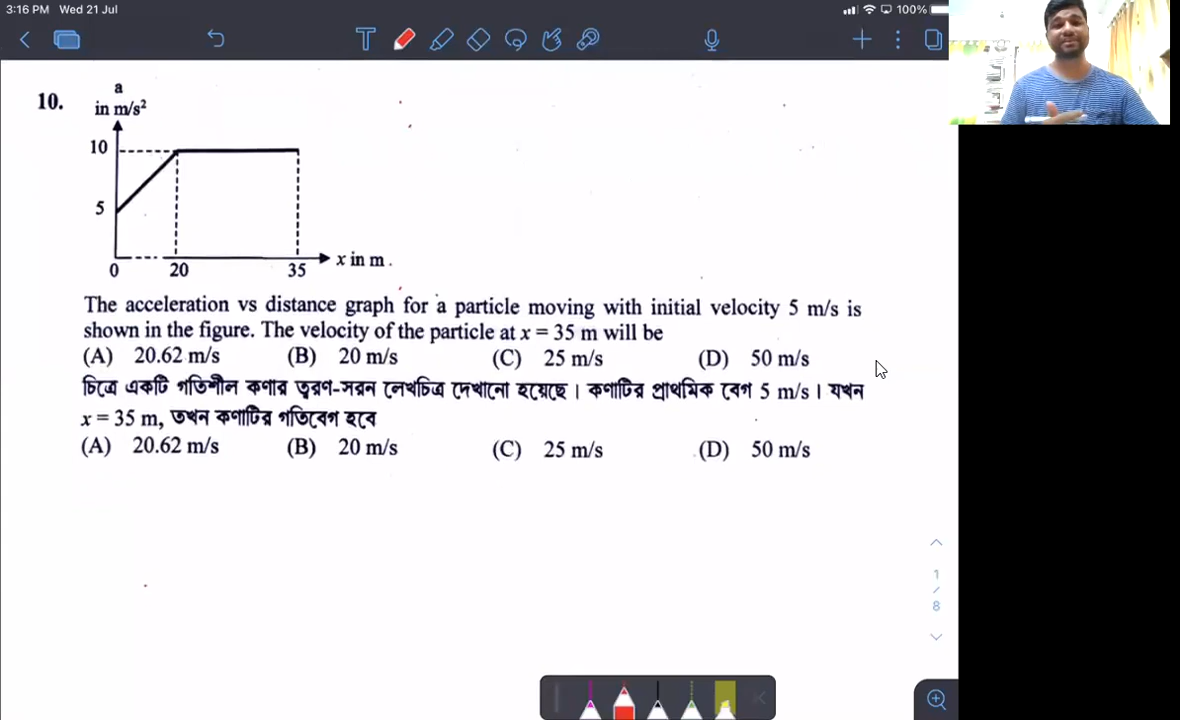 3:16 PM Wed 21 Jul
100%
10.
a
in m/s²
10
5
0 20 35 x in m .
The acceleration vs distance graph for a particle moving with initial velocity 5 m/s is
shown in the figure. The velocity of the particle at x = 35 m will be
(A) 20.62 m/s (B) 20 m/s (C) 25 m/s (D) 50 m/s
চিত্রে একটি গতিশীল কণার ত্বরণ-সরন লেখচিত্র দেখানো হয়েছে। কণাটির প্রাথমিক বেগ 5 m/s। যখন
x = 35 m, তখন কণাটির গতিবেগ হবে
(A) 20.62 m/s (B) 20 m/s (C) 25 m/s (D) 50 m/s
1
/
8